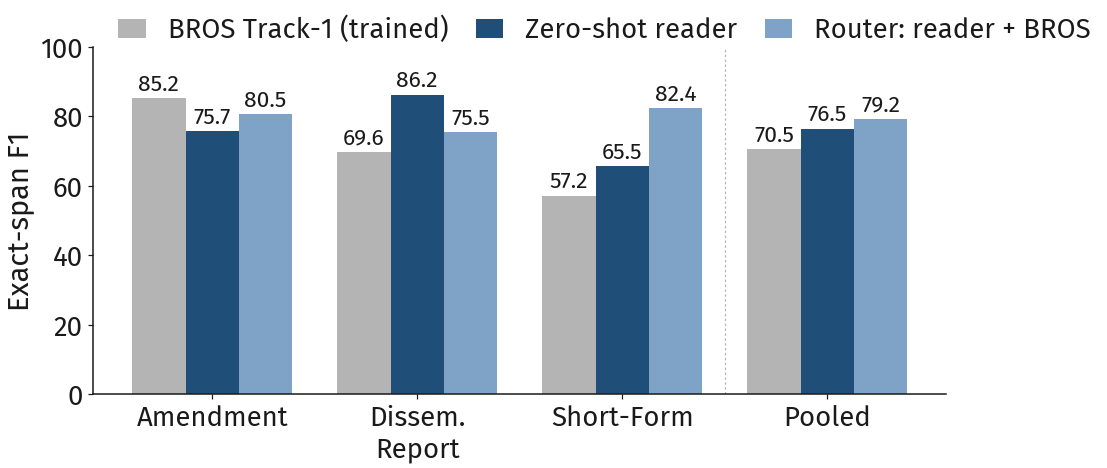 BROS Track-1 (trained) Zero-shot reader Router: reader + BROS
Exact-span F1
100
80
60
40
20
0
85.2 75.7 80.5
69.6 86.2 75.5
57.2 65.5 82.4
70.5 76.5 79.2
Amendment
Dissem.
Report
Short-Form
Pooled